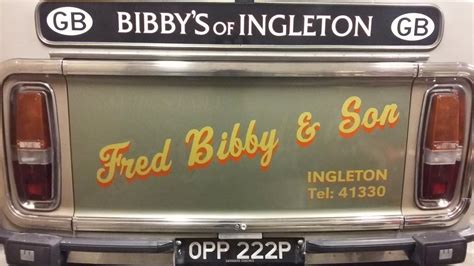 GB BIBBY'S OF INGLETON GB
Fred Bibby & Son
INGLETON
Tel: 41330
OPP 222P